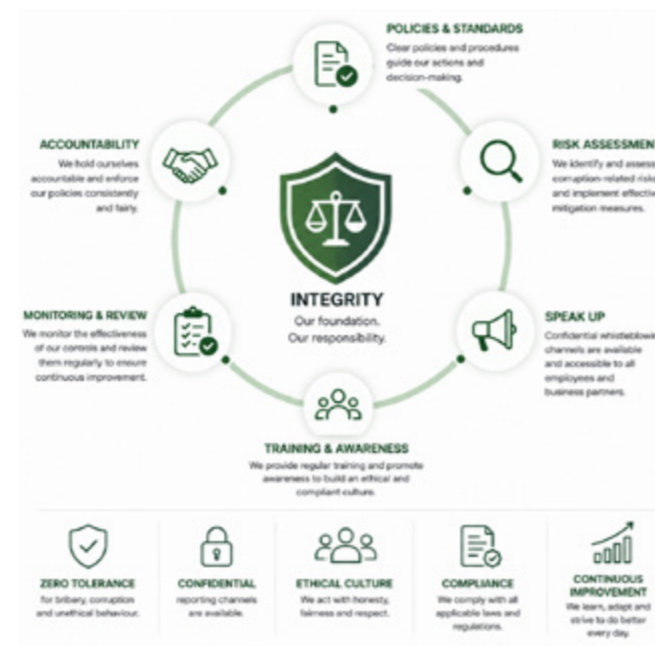 POLICIES & STANDARDS
Clear policies and procedures
guide our actions and
decision-making.
ACCOUNTABILITY
We hold ourselves
accountable and enforce
our policies consistently
and fairly.
RISK ASSESSMEN
We identify and assess
corruption-related risk
and implement effectiv
mitigation measures.
INTEGRITY
Our foundation.
Our responsibility.
MONITORING & REVIEW
We monitor the effectiveness
of our controls and review
them regularly to ensure
continuous improvement.
SPEAK UP
Confidential whistleblowin
channels are available
and accessible to all
employees and
business partners.
TRAINING & AWARENESS
We provide regular training and promote
awareness to build an ethical and
compliant culture.
ZERO TOLERANCE
for bribery, corruption
and unethical behaviour.
CONFIDENTIAL
reporting channels
are available.
ETHICAL CULTURE
We act with honesty,
fairness and respect.
COMPLIANCE
We comply with all
applicable laws and
regulations.
CONTINUOUS
IMPROVEMENT
We learn, adapt and
strive to do better
every day.